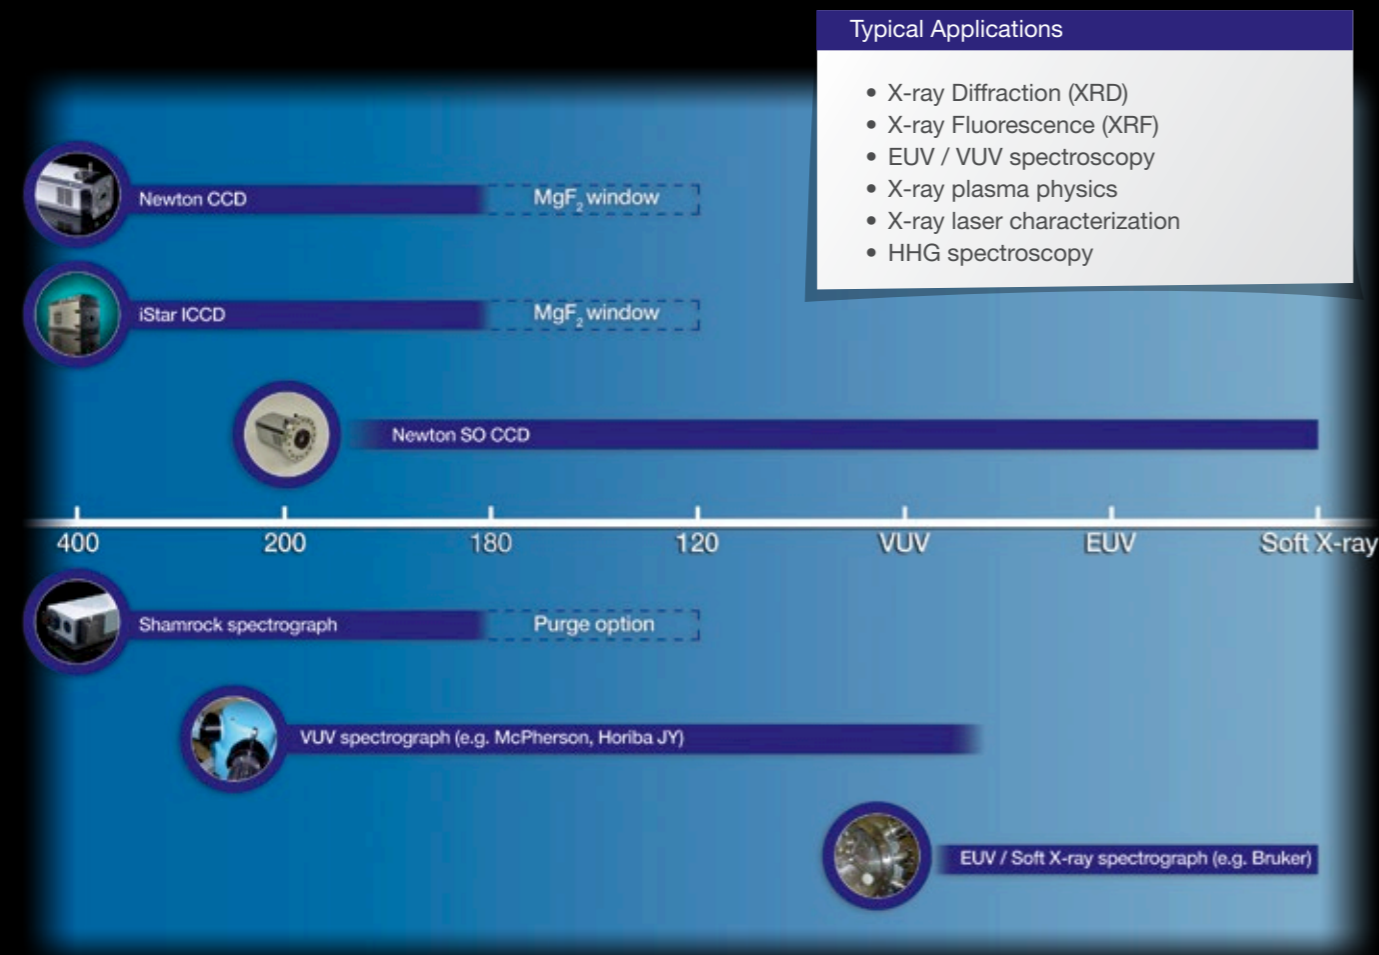 Typical Applications
• X-ray Diffraction (XRD)
• X-ray Fluorescence (XRF)
• EUV / VUV spectroscopy
• X-ray plasma physics
• X-ray laser characterization
• HHG spectroscopy
Newton CCD
MgF₂ window
iStar ICCD
MgF₂ window
Newton SO CCD
400 200 180 120 VUV EUV Soft X-ray
Shamrock spectrograph
Purge option
VUV spectrograph (e.g. McPherson, Horiba JY)
EUV / Soft X-ray spectrograph (e.g. Bruker)